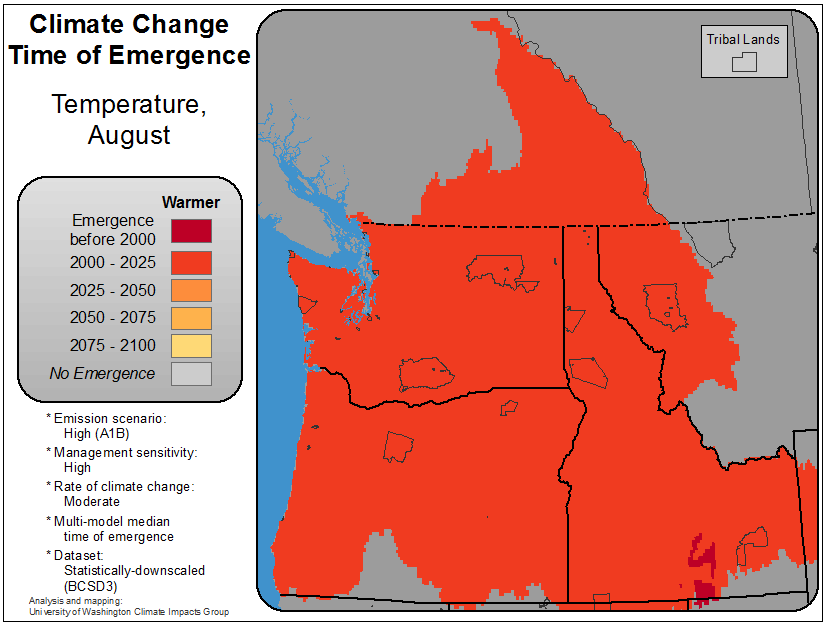 Climate Change
Time of Emergence
Temperature,
August
Warmer
Emergence
before 2000
2000 - 2025
2025 - 2050
2050 - 2075
2075 - 2100
No Emergence
* Emission scenario:
High (A1B)
* Management sensitivity:
High
* Rate of climate change:
Moderate
* Multi-model median
time of emergence
* Dataset:
Statistically-downscaled
(BCSD3)
Analysis and mapping:
University of Washington Climate Impacts Group
Tribal Lands